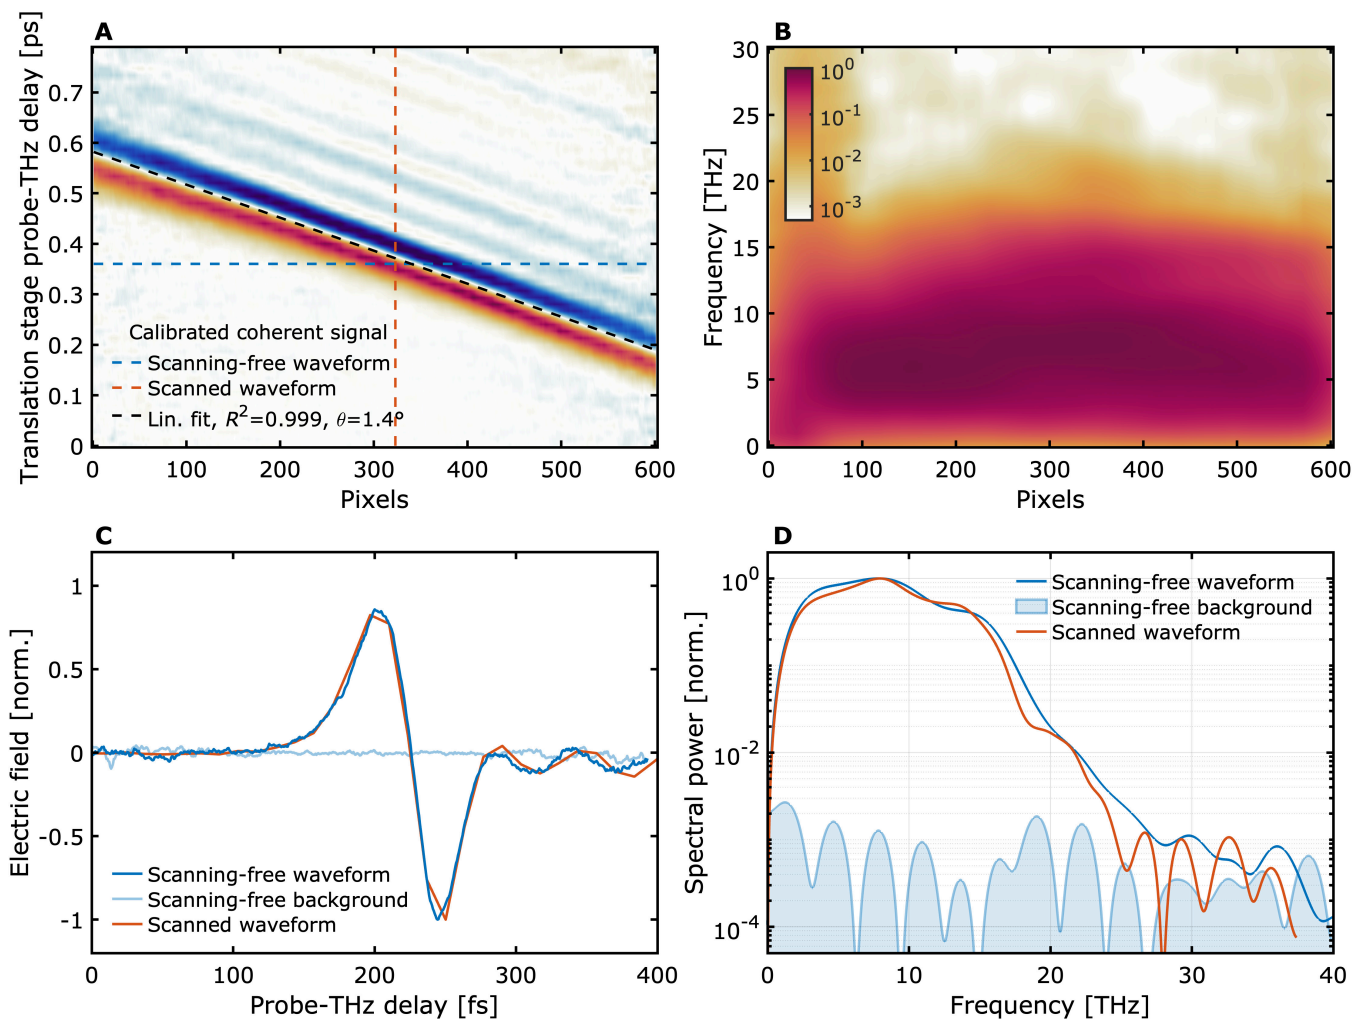 A
Translation stage probe-THz delay [ps]
0.7
0.6
0.5
0.4
0.3
0.2
0.1
0
Calibrated coherent signal
Scanning-free waveform
Scanned waveform
Lin. fit, R²=0.999, θ=1.4°
0 100 200 300 400 500 600
Pixels
B
Frequency [THz]
30
25
20
15
10
5
0
10⁰
10⁻¹
10⁻²
10⁻³
0 100 200 300 400 500 600
Pixels
C
Electric field [norm.]
1
0.5
0
-0.5
-1
Scanning-free waveform
Scanning-free background
Scanned waveform
0 100 200 300 400
Probe-THz delay [fs]
D
Spectral power [norm.]
10⁰
10⁻²
10⁻⁴
Scanning-free waveform
Scanning-free background
Scanned waveform
0 10 20 30 40
Frequency [THz]